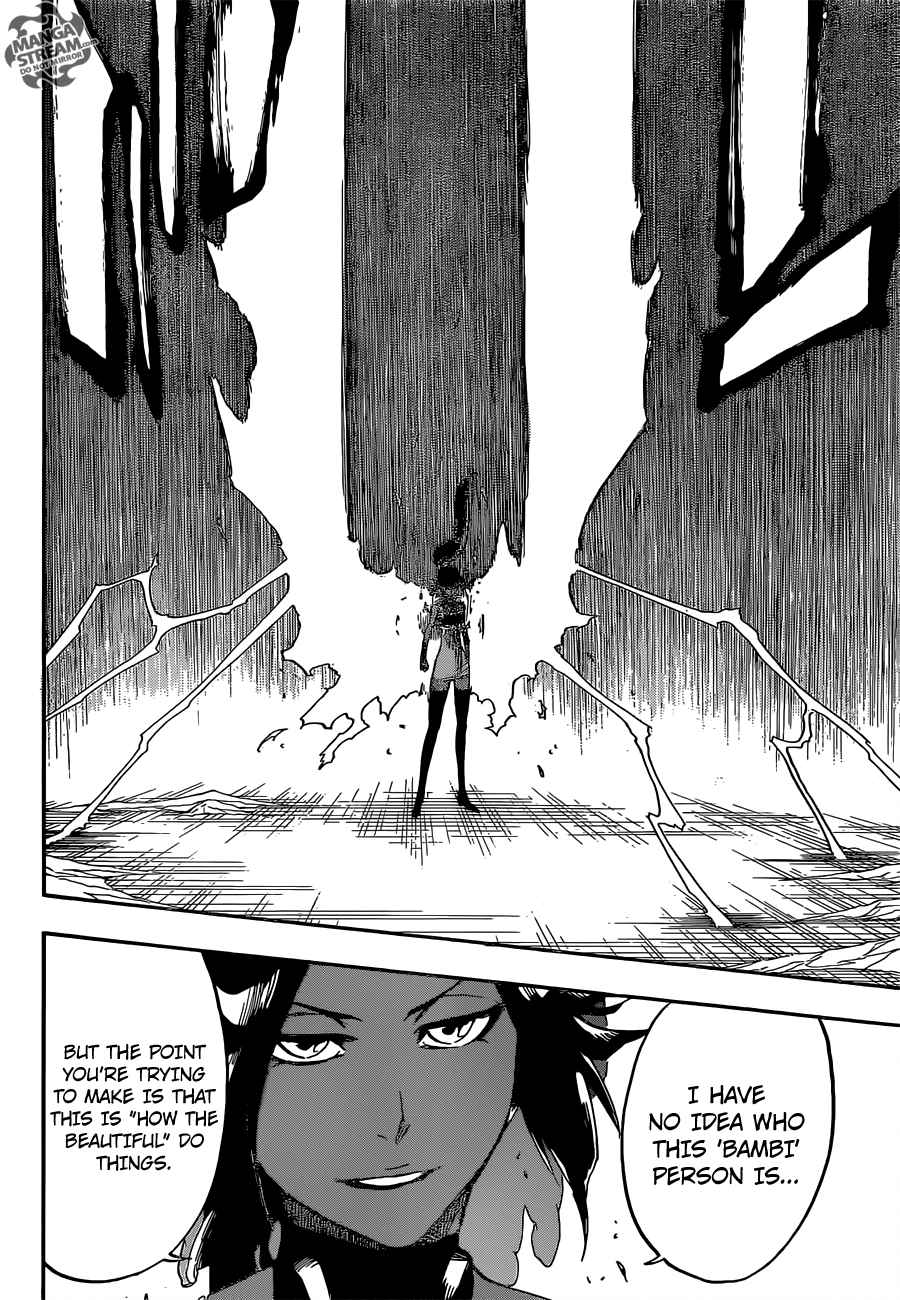 MANGA
STREAM.com
DO NOT MIRROR
I HAVE
NO IDEA WHO
THIS 'BAMBI'
PERSON IS...
BUT THE POINT
YOU'RE TRYING
TO MAKE IS THAT
THIS IS "HOW THE
BEAUTIFUL" DO
THINGS.